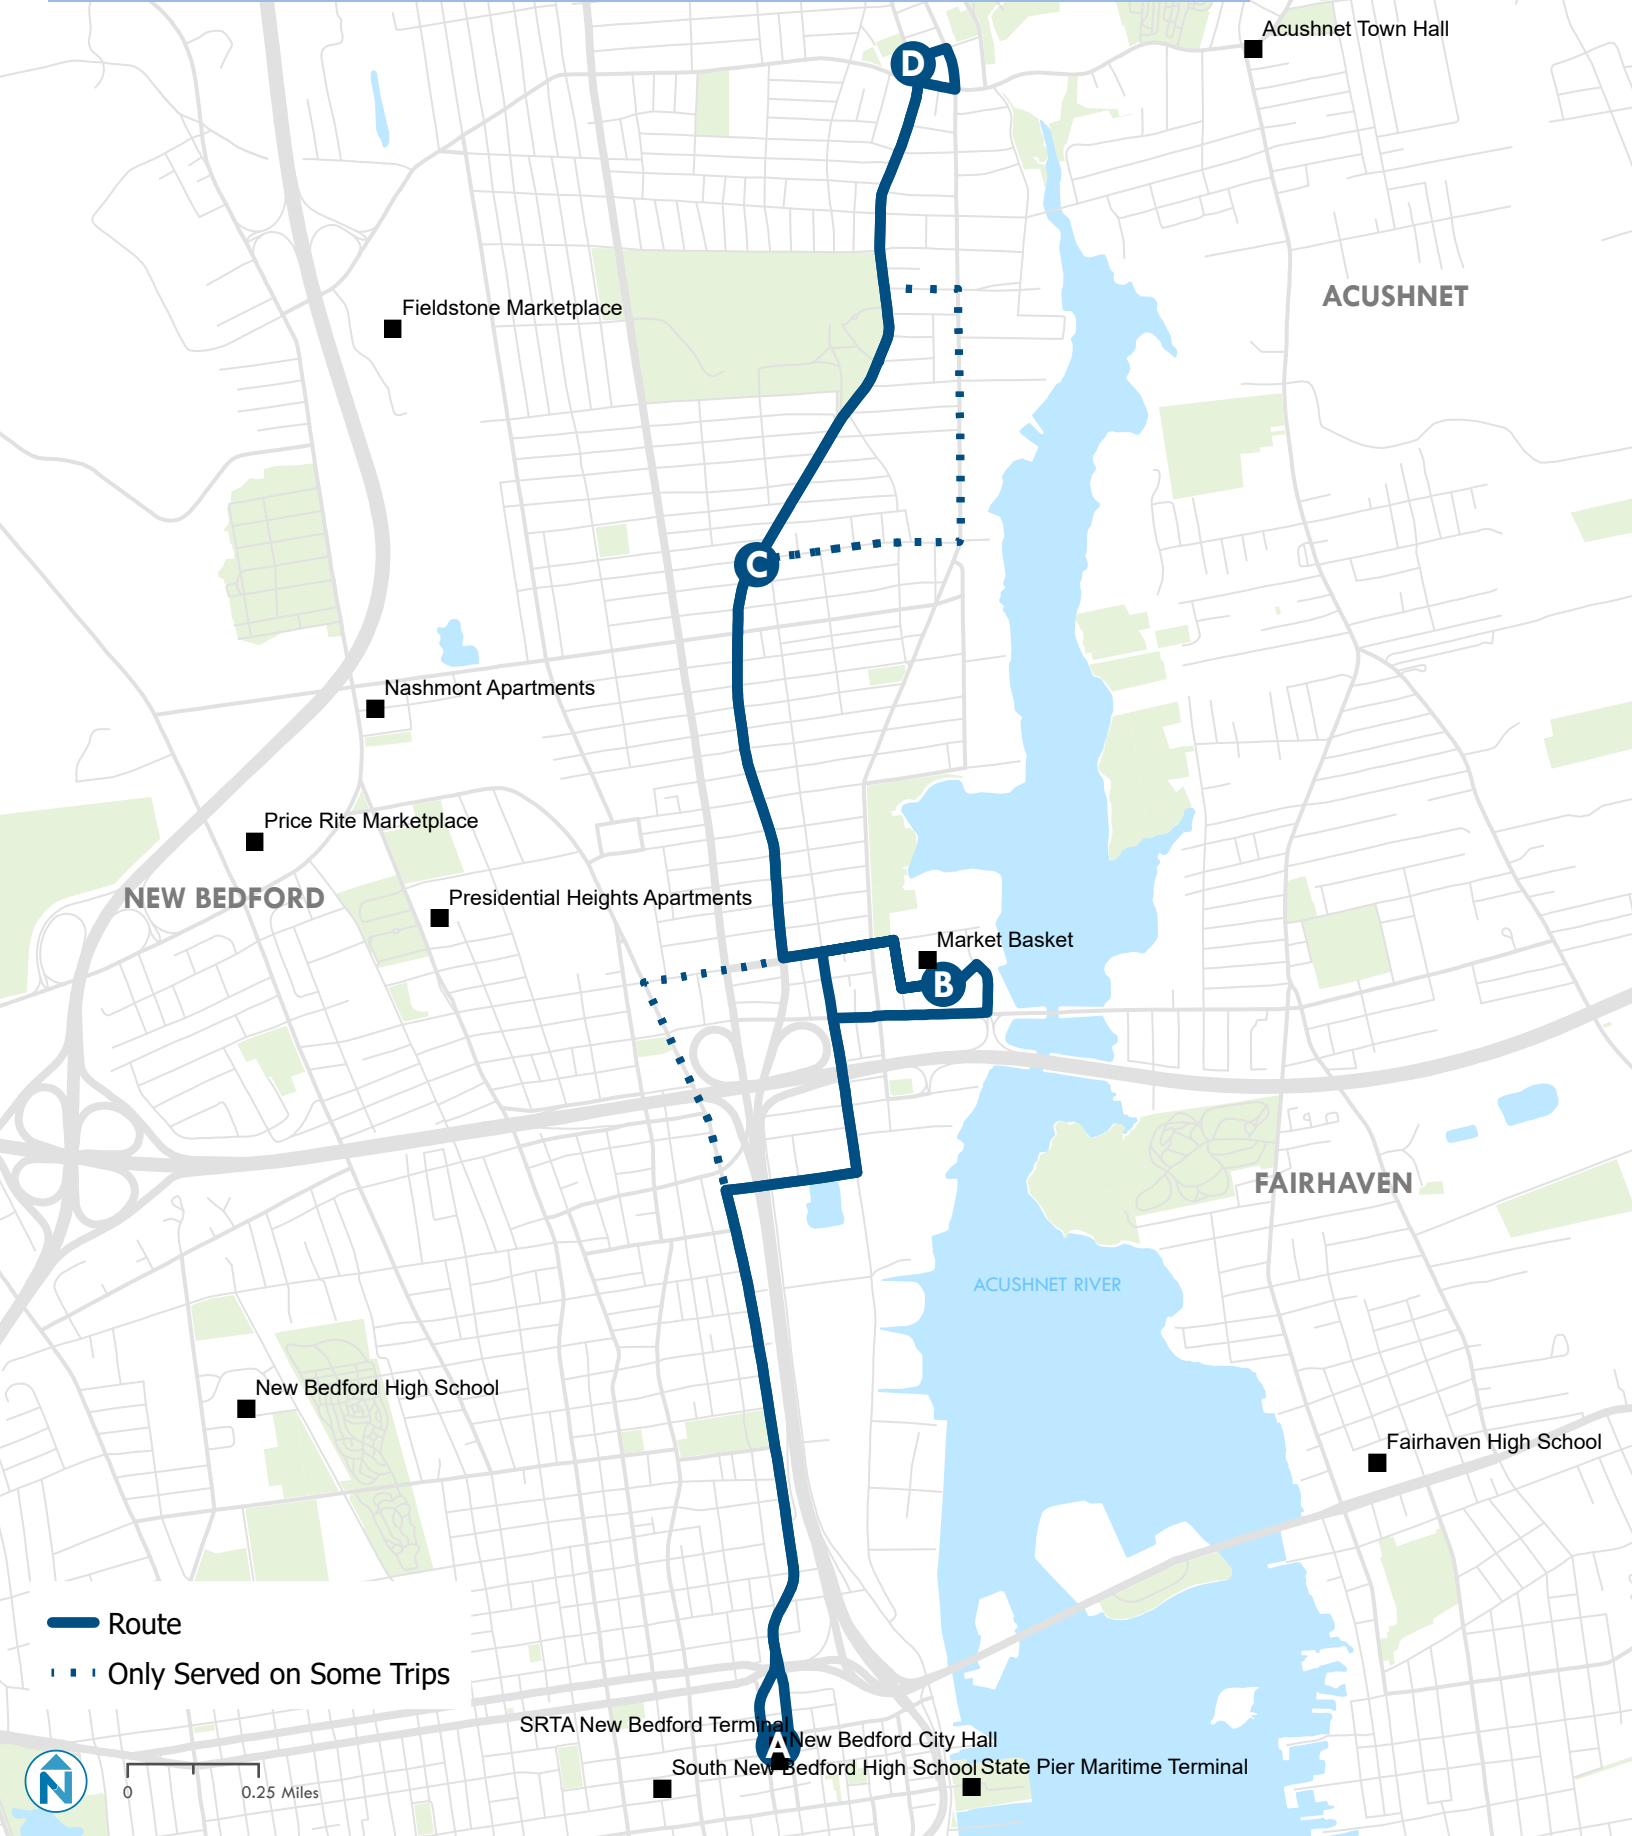 Acushnet Town Hall
D
ACUSHNET
Fieldstone Marketplace
C
Nashmont Apartments
Price Rite Marketplace
NEW BEDFORD
Presidential Heights Apartments
Market Basket
B
FAIRHAVEN
ACUSHNET RIVER
New Bedford High School
Fairhaven High School
Route
Only Served on Some Trips
SRTA New Bedford Terminal
A
New Bedford City Hall
South New Bedford High School
State Pier Maritime Terminal
N
0 0.25 Miles